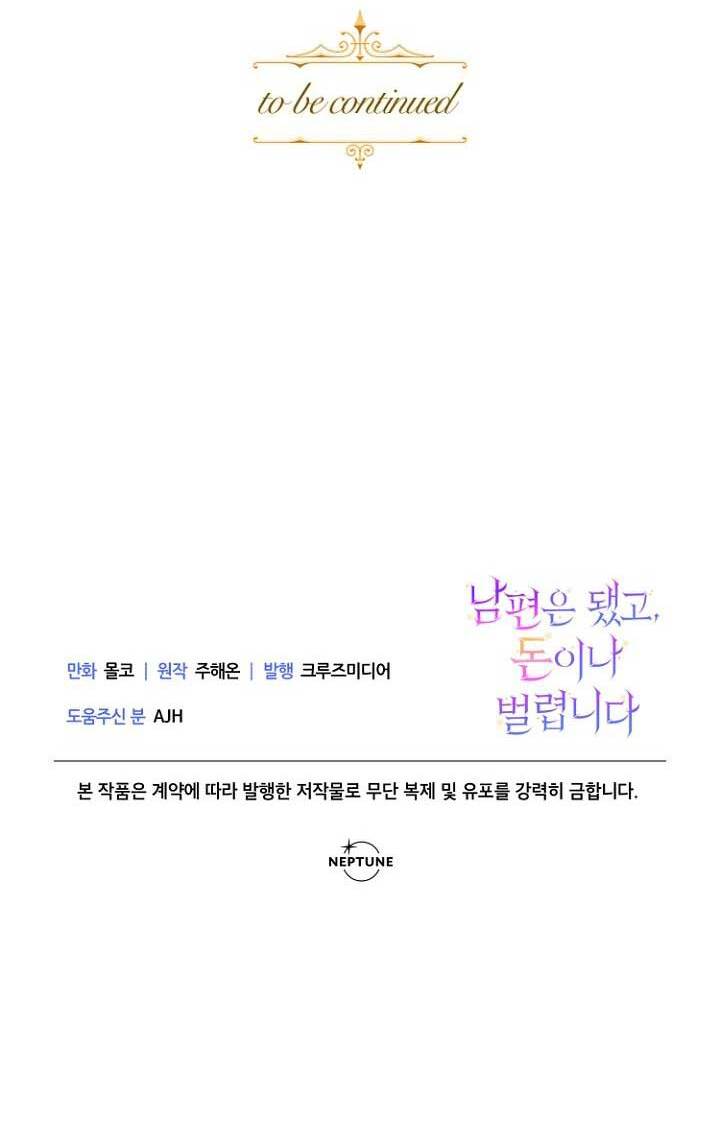 to be continued
남편은 됐고,
돈이나
벌렵니다
만화 몰코 | 원작 주해온 | 발행 크루즈미디어
도움주신 분 AJH
본 작품은 계약에 따라 발행한 저작물로 무단 복제 및 유포를 강력히 금합니다.
NEPTUNE